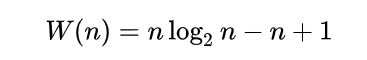 W(n) = n log₂ n − n + 1